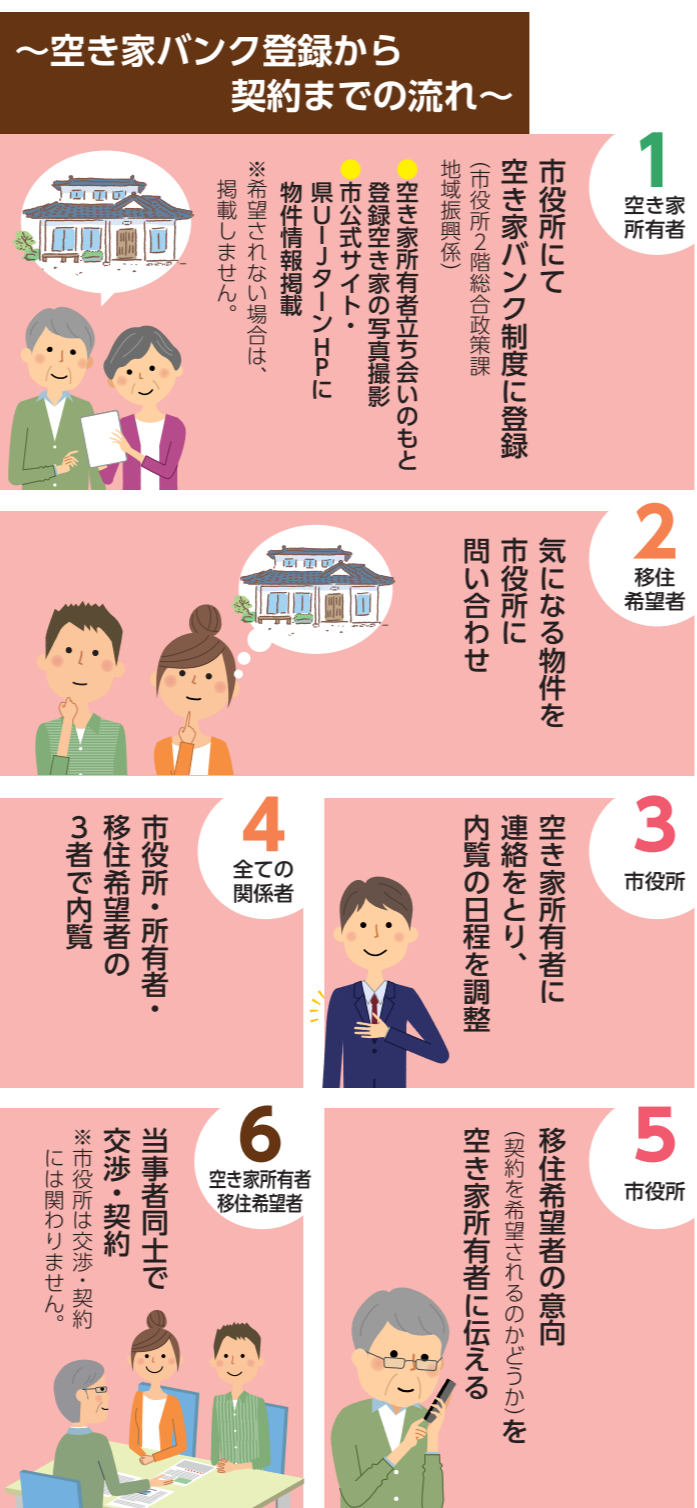 ～空き家バンク登録から
契約までの流れ～
1
空き家
所有者
市役所にて
空き家バンク制度に登録
（市役所２階総合政策課
地域振興係）
●空き家所有者立ち会いのもと
登録空き家の写真撮影
●市公式サイト・
県ＵＩＪターンＨＰに
物件情報掲載
※希望されない場合は、
掲載しません。
2
移住
希望者
気になる物件を
市役所に
問い合わせ
3
市役所
空き家所有者に
連絡をとり、
内覧の日程を調整
4
全ての
関係者
市役所・所有者・
移住希望者の
３者で内覧
5
市役所
移住希望者の意向
（契約を希望されるのかどうか）を
空き家所有者に伝える
6
空き家所有者
移住希望者
当事者同士で
交渉・契約
※市役所は交渉・契約
には関わりません。